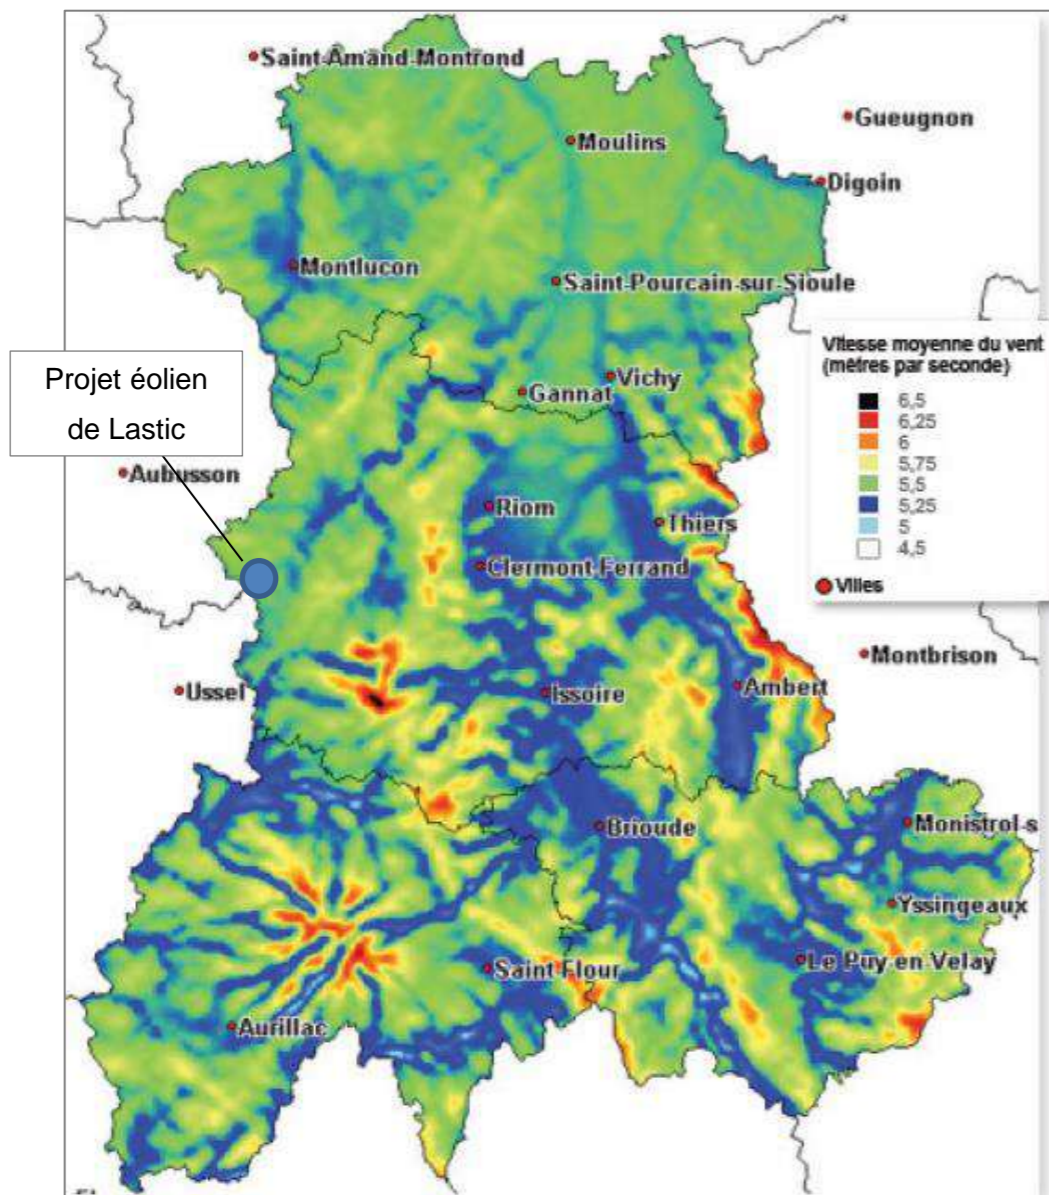 Saint-Amand-Montrond
Gueugnon
Moulins
Digoin
Montlucon
Saint-Pourcain-sur-Sioule
Vitesse moyenne du vent
(mètres par seconde)
6,5
6,25
6
5,75
5,5
5,25
5
4,5
Villes
Projet éolien
de Lastic
Vichy
Gannat
Aubusson
Riom
Thiers
Clermont-Ferrand
Montbrison
Ussel
Issoire
Ambert
Brioude
Monistrol-s
Yssingeaux
Le Puy-en-Velay
Saint-Flour
Aurillac